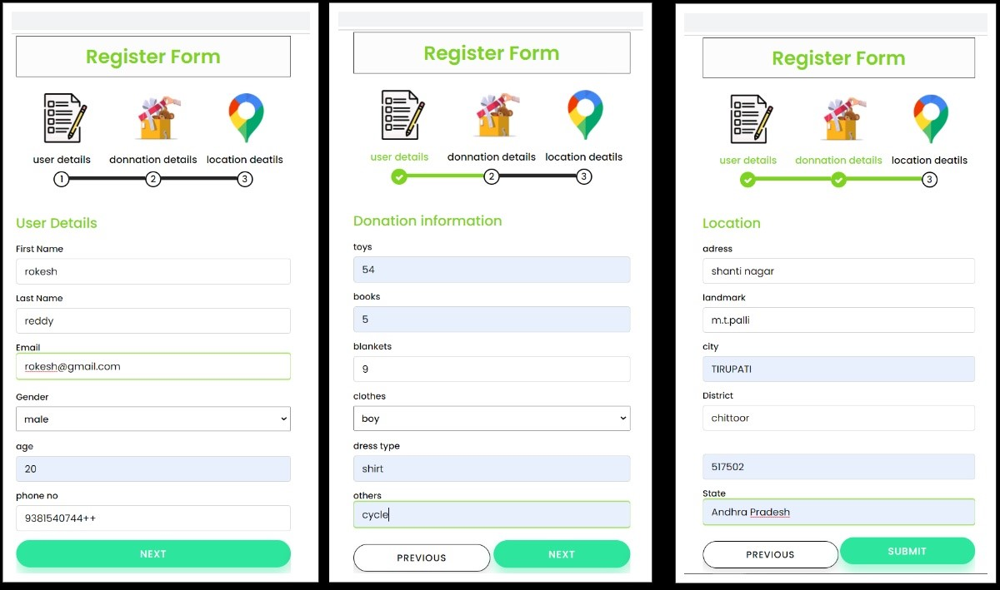 Register Form
user details donnation details location deatils
1 2 3
User Details
First Name
rokesh
Last Name
reddy
Email
rokesh@gmail.com
Gender
male
age
20
phone no
9381540744++
NEXT
Register Form
user details donnation details location deatils
2 3
Donation information
toys
54
books
5
blankets
9
clothes
boy
dress type
shirt
others
cycle
PREVIOUS NEXT
Register Form
user details donnation details location deatils
3
Location
adress
shanti nagar
landmark
m.t.palli
city
TIRUPATI
District
chittoor
517502
State
Andhra Pradesh
PREVIOUS SUBMIT